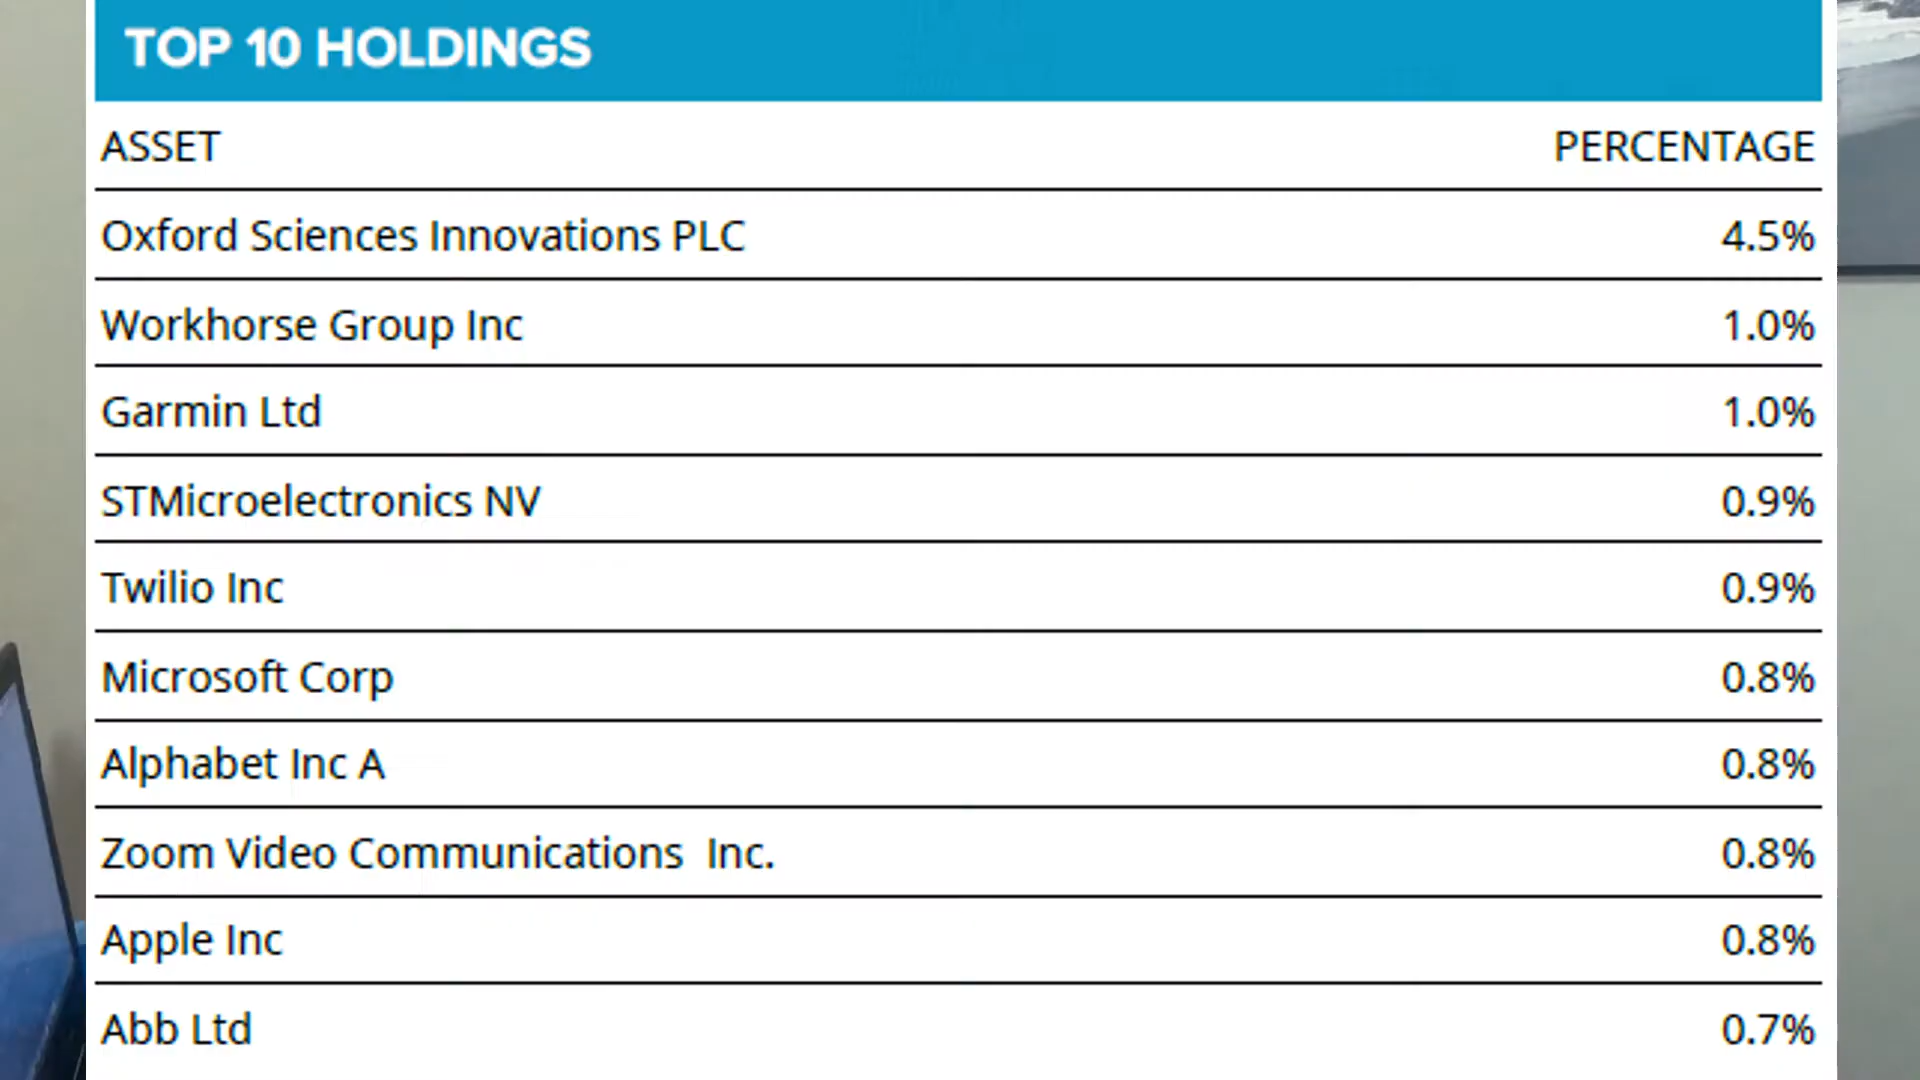 TOP 10 HOLDINGS
ASSET PERCENTAGE
Oxford Sciences Innovations PLC 4.5%
Workhorse Group Inc 1.0%
Garmin Ltd 1.0%
STMicroelectronics NV 0.9%
Twilio Inc 0.9%
Microsoft Corp 0.8%
Alphabet Inc A 0.8%
Zoom Video Communications  Inc. 0.8%
Apple Inc 0.8%
Abb Ltd 0.7%